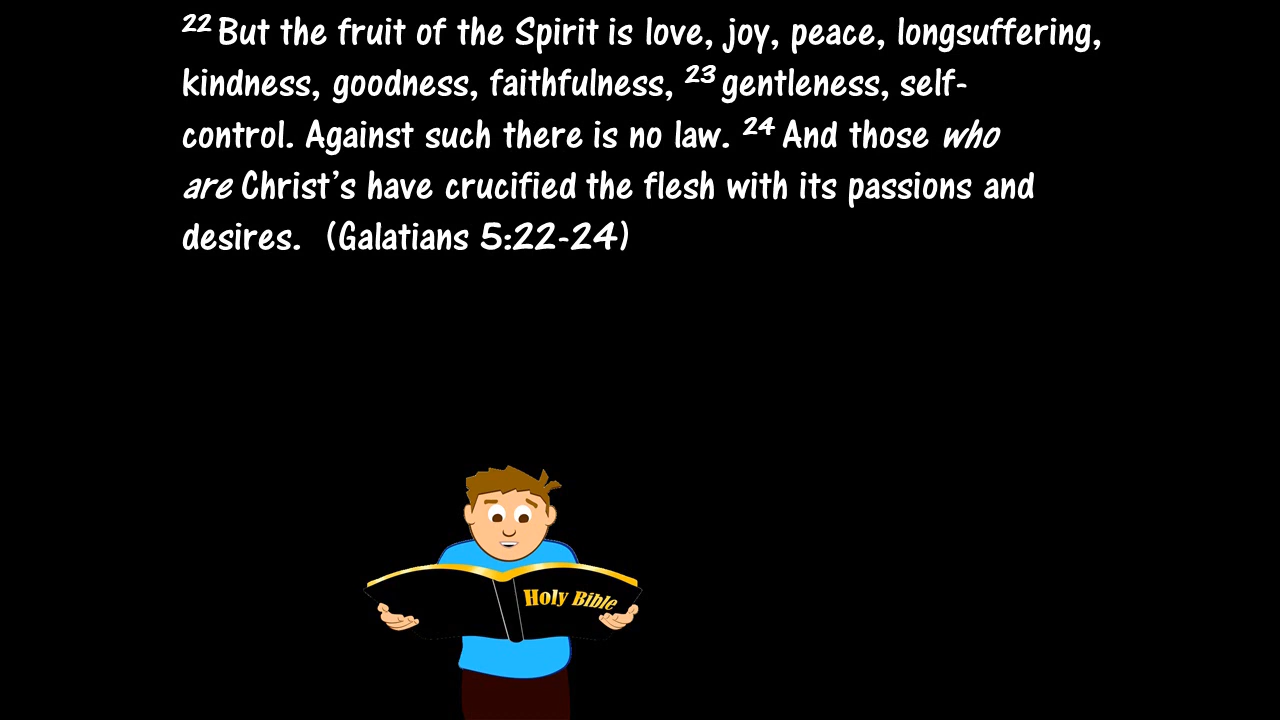 22 But the fruit of the Spirit is love, joy, peace, longsuffering,
kindness, goodness, faithfulness, 23 gentleness, self-
control. Against such there is no law. 24 And those who
are Christ’s have crucified the flesh with its passions and
desires. (Galatians 5:22-24)
Holy Bible